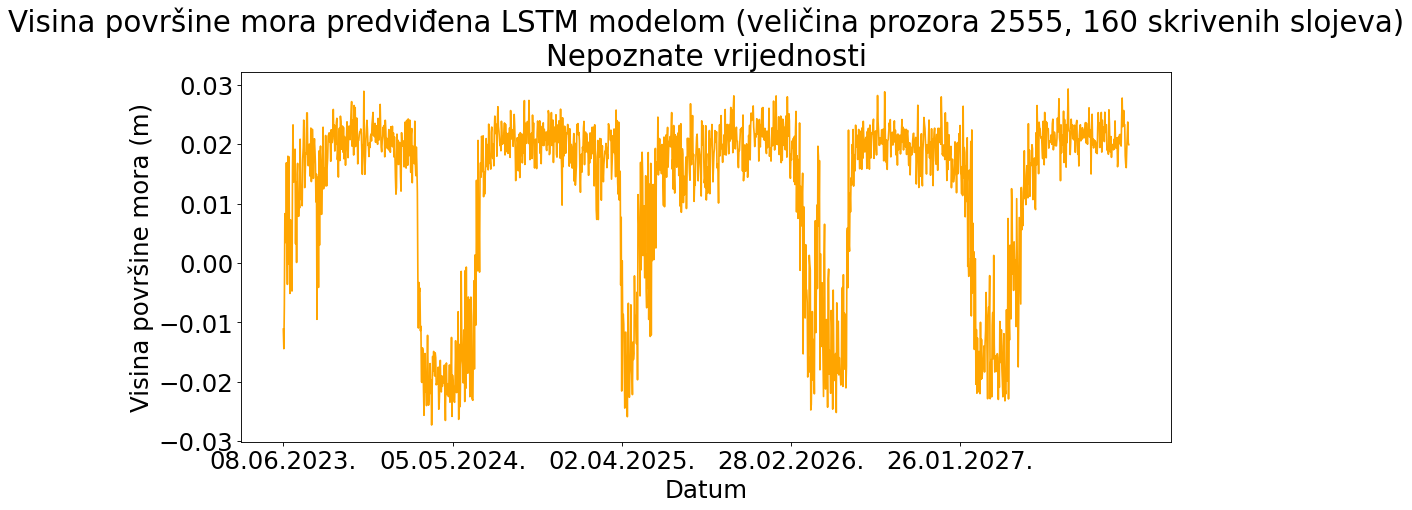 Visina površine mora predviđena LSTM modelom (veličina prozora 2555, 160 skrivenih slojeva)
Nepoznate vrijednosti
Visina površine mora (m)
0.03
0.02
0.01
0.00
−0.01
−0.02
−0.03
08.06.2023. 05.05.2024. 02.04.2025. 28.02.2026. 26.01.2027.
Datum